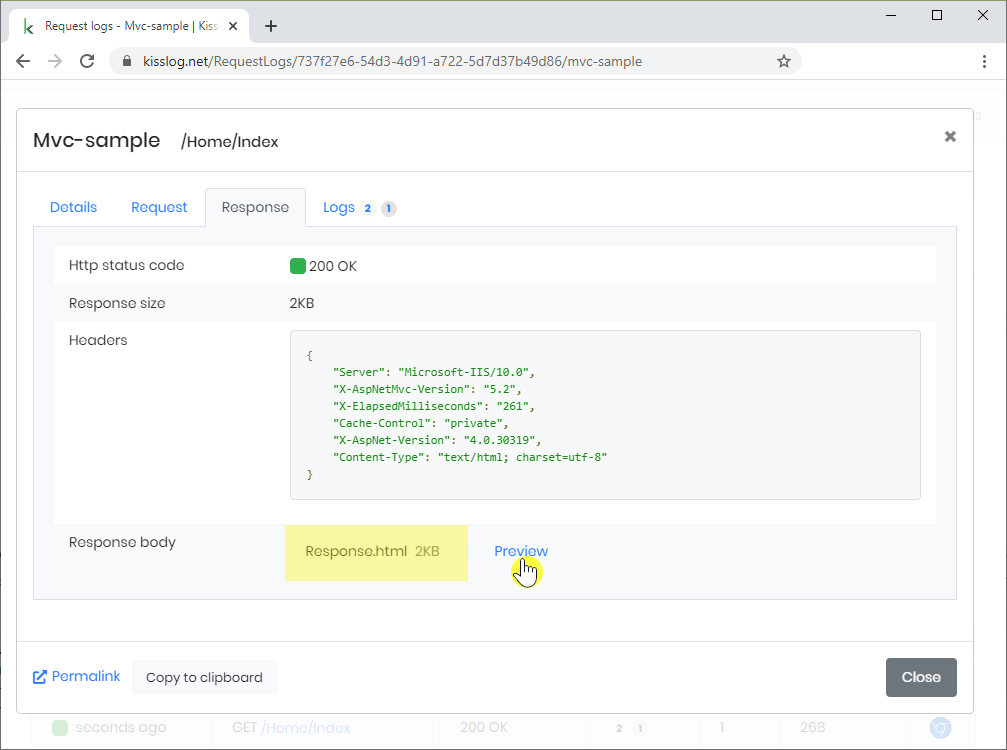 Request logs - Mvc-sample | Kiss
kisslog.net/RequestLogs/737f27e6-54d3-4d91-a722-5d7d37b49d86/mvc-sample
Mvc-sample /Home/Index
Details Request Response Logs 2 1
Http status code 200 OK
Response size 2KB
Headers
{
"Server": "Microsoft-IIS/10.0",
"X-AspNetMvc-Version": "5.2",
"X-ElapsedMilliseconds": "261",
"Cache-Control": "private",
"X-AspNet-Version": "4.0.30319",
"Content-Type": "text/html; charset=utf-8"
}
Response body Response.html 2KB Preview
Permalink Copy to clipboard Close
seconds ago GET /Home/Index 200 OK 2 1 1 268